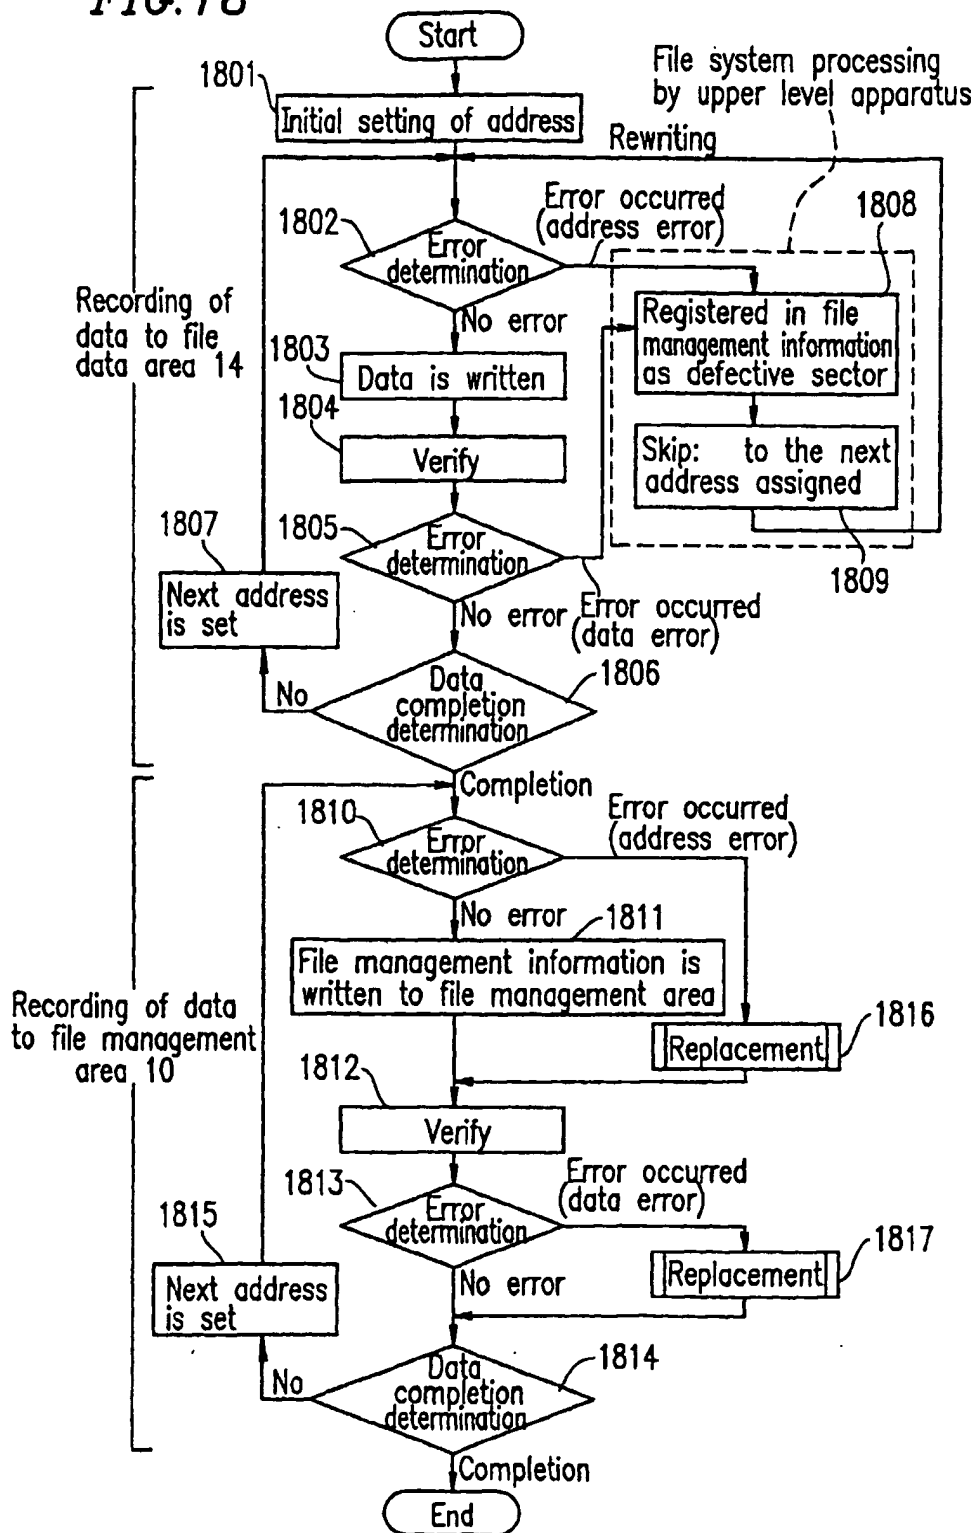 FIG. 18
Start
1801
Initial setting of address
File system processing
by upper level apparatus
Rewriting
Error occurred
(address error)
1808
1802
Error
determination
Recording of
data to file
data area 14
No error
Registered in file
management information
as defective sector
1803
Data is written
1804
Verify
Skip: to the next
address assigned
1809
1805
Error
determination
1807
Next address
is set
No error
Error occurred
(data error)
1806
Data
completion
determination
No
Completion
1810
Error
determination
Error occurred
(address error)
No error
1811
File management information is
written to file management area
Recording of data
to file management
area 10
1816
Replacement
1812
Verify
1813
Error
determination
Error occurred
(data error)
1815
Next address
is set
1817
Replacement
No error
1814
Data
completion
determination
No
Completion
End